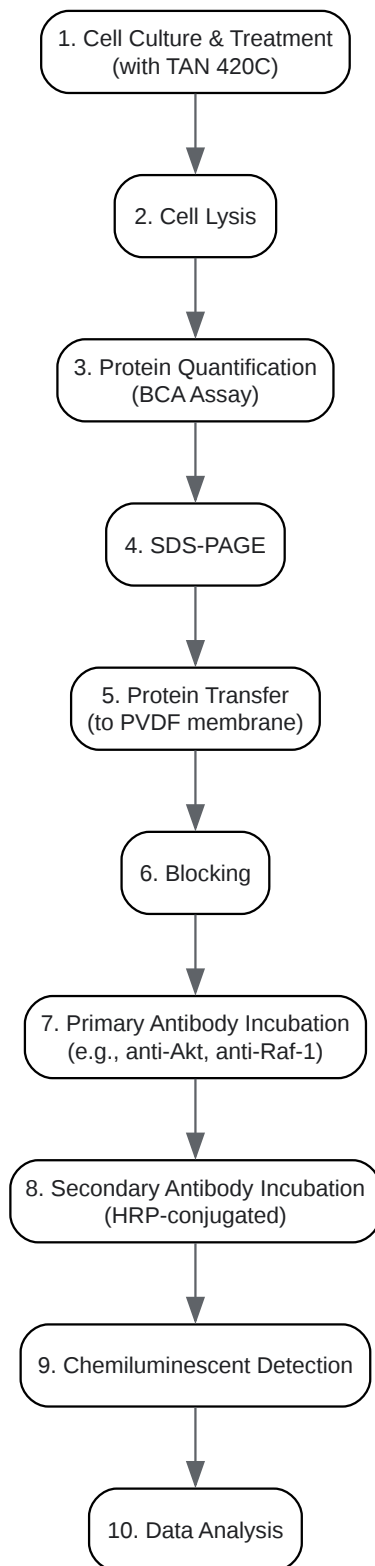 1. Cell Culture & Treatment
(with TAN 420C)
2. Cell Lysis
3. Protein Quantification
(BCA Assay)
4. SDS-PAGE
5. Protein Transfer
(to PVDF membrane)
6. Blocking
7. Primary Antibody Incubation
(e.g., anti-Akt, anti-Raf-1)
8. Secondary Antibody Incubation
(HRP-conjugated)
9. Chemiluminescent Detection
10. Data Analysis